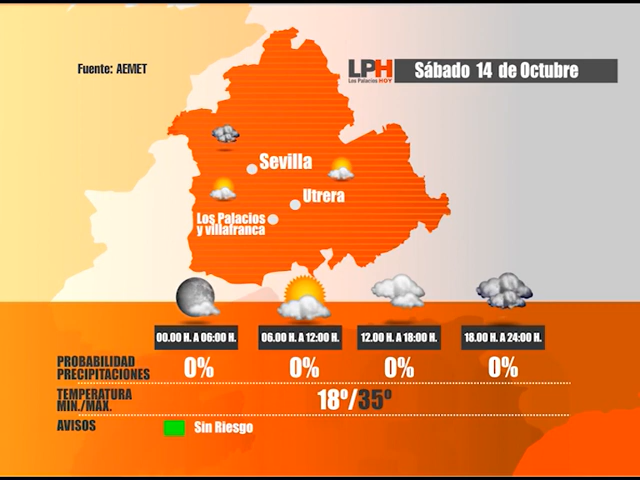 Fuente: AEMET
LPH
Los Palacios HOY
Sábado 14 de Octubre
Sevilla
Utrera
Los Palacios
y villafranca
00.00 H. A 06:00 H.
06.00 H. A 12:00 H.
12.00 H. A 18:00 H.
18.00 H. A 24:00 H.
PROBABILIDAD
PRECIPITACIONES
0% 0% 0% 0%
TEMPERATURA
MIN./MÁX.
18º/35º
AVISOS
Sin Riesgo